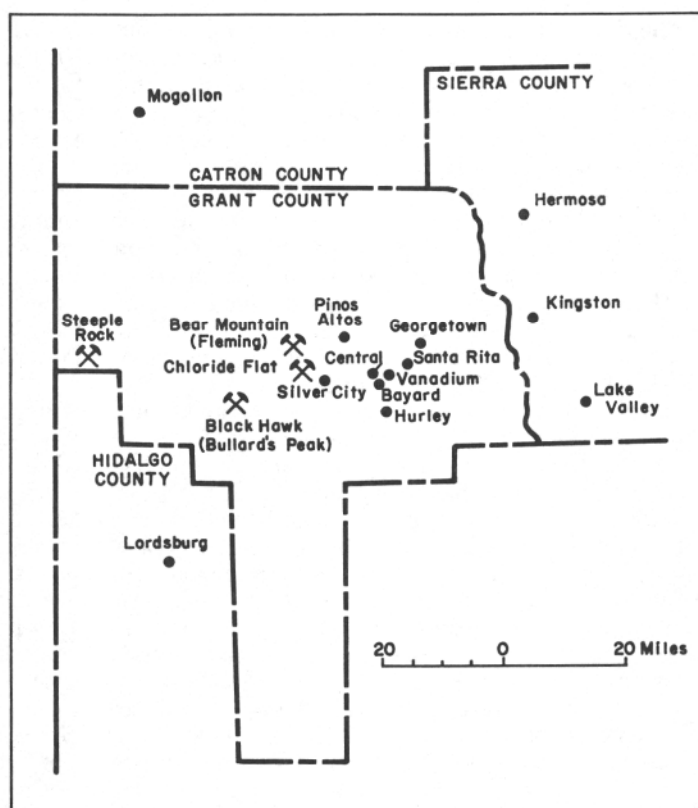 SIERRA COUNTY
Mogollon
CATRON COUNTY
GRANT COUNTY
Hermosa
Kingston
Steeple
Rock
Pinos
Altos
Bear Mountain
(Fleming)
Georgetown
Chloride Flat
Central
Santa Rita
Silver City
Vanadium
Bayard
Lake
Valley
Hurley
Black Hawk
(Bullard's Peak)
HIDALGO
COUNTY
Lordsburg
20 0 20 Miles